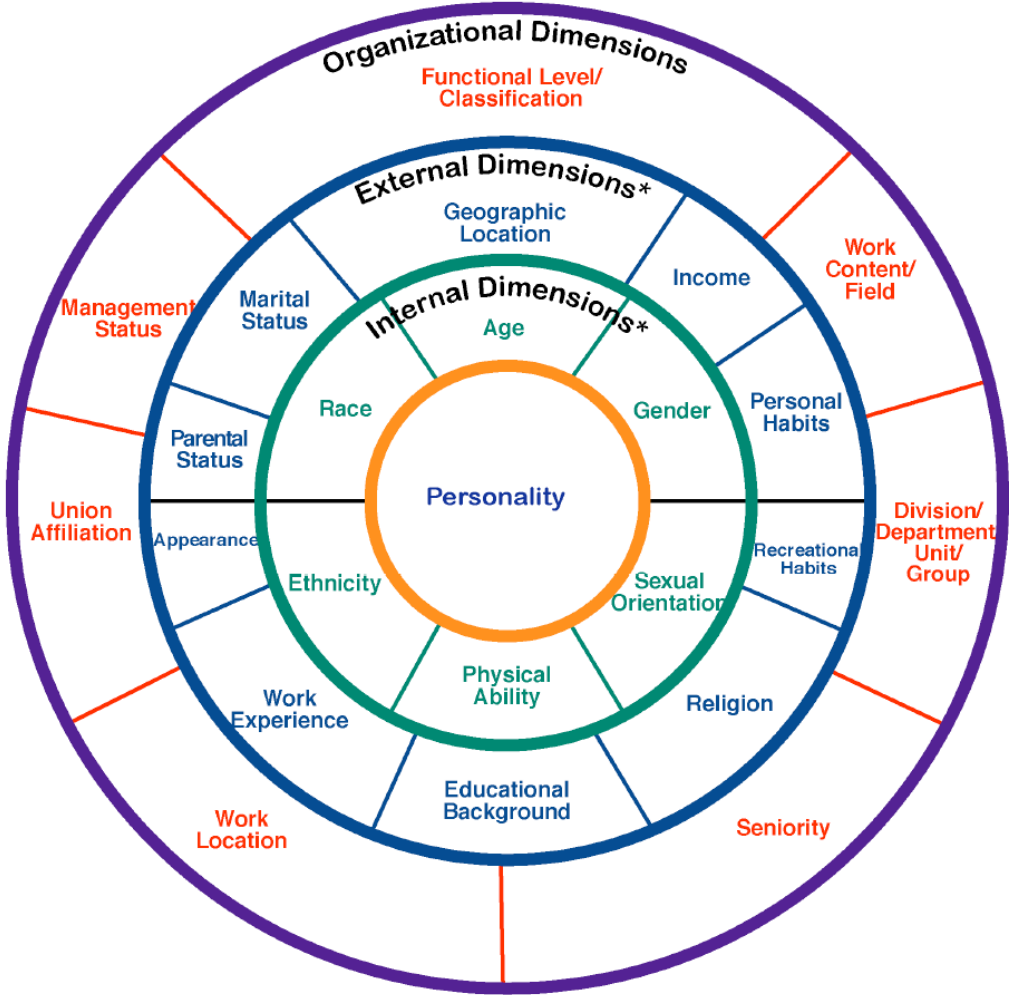 Organizational Dimensions
Functional Level/
Classification
External Dimensions*
Geographic
Location
Internal Dimensions*
Age
Income
Work
Content/
Field
Marital
Status
Management
Status
Race
Gender
Personal
Habits
Parental
Status
Personality
Union
Affiliation
Appearance
Division/
Department
Unit/
Group
Recreational
Habits
Ethnicity
Sexual
Orientation
Physical
Ability
Work
Experience
Religion
Educational
Background
Work
Location
Seniority